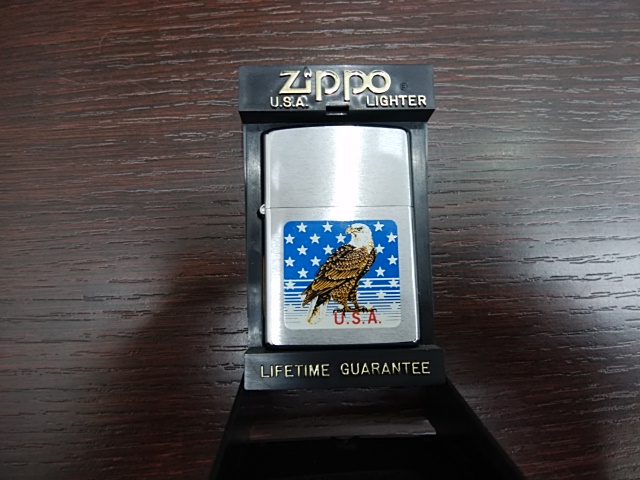 Zippo®
U.S.A. LIGHTER
U.S.A.
LIFETIME GUARANTEE